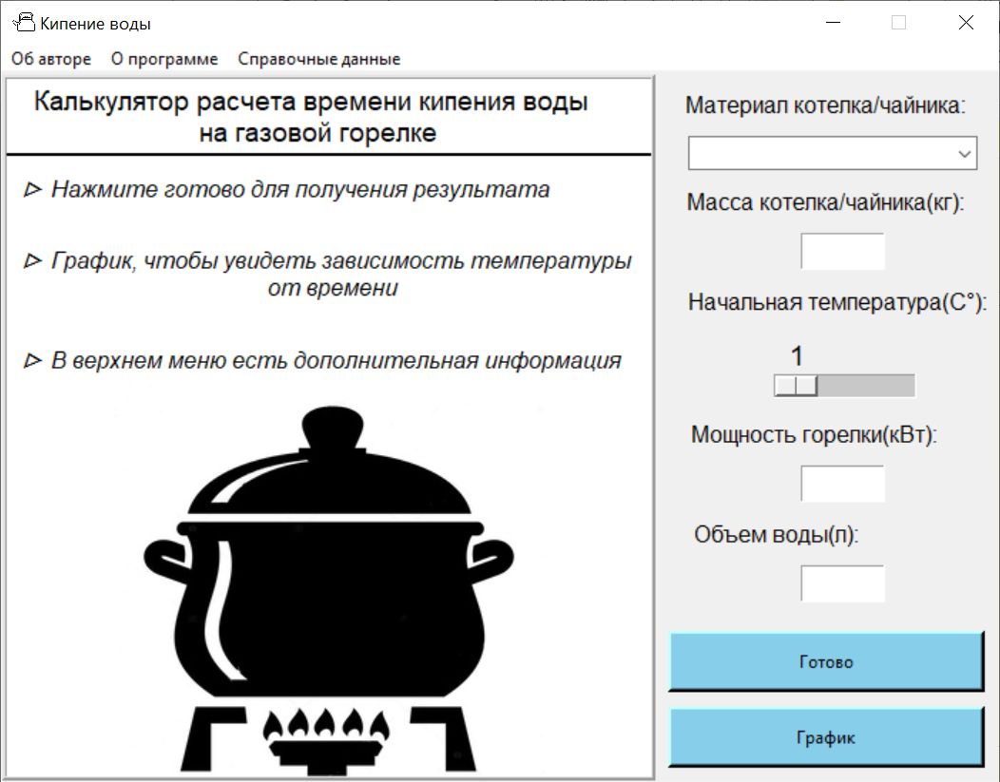 Кипение воды
Об авторе О программе Справочные данные
Калькулятор расчета времени кипения воды
на газовой горелке
Нажмите готово для получения результата
График, чтобы увидеть зависимость температуры
от времени
В верхнем меню есть дополнительная информация
Материал котелка/чайника:
Масса котелка/чайника(кг):
Начальная температура(С°):
1
Мощность горелки(кВт):
Объем воды(л):
Готово
График